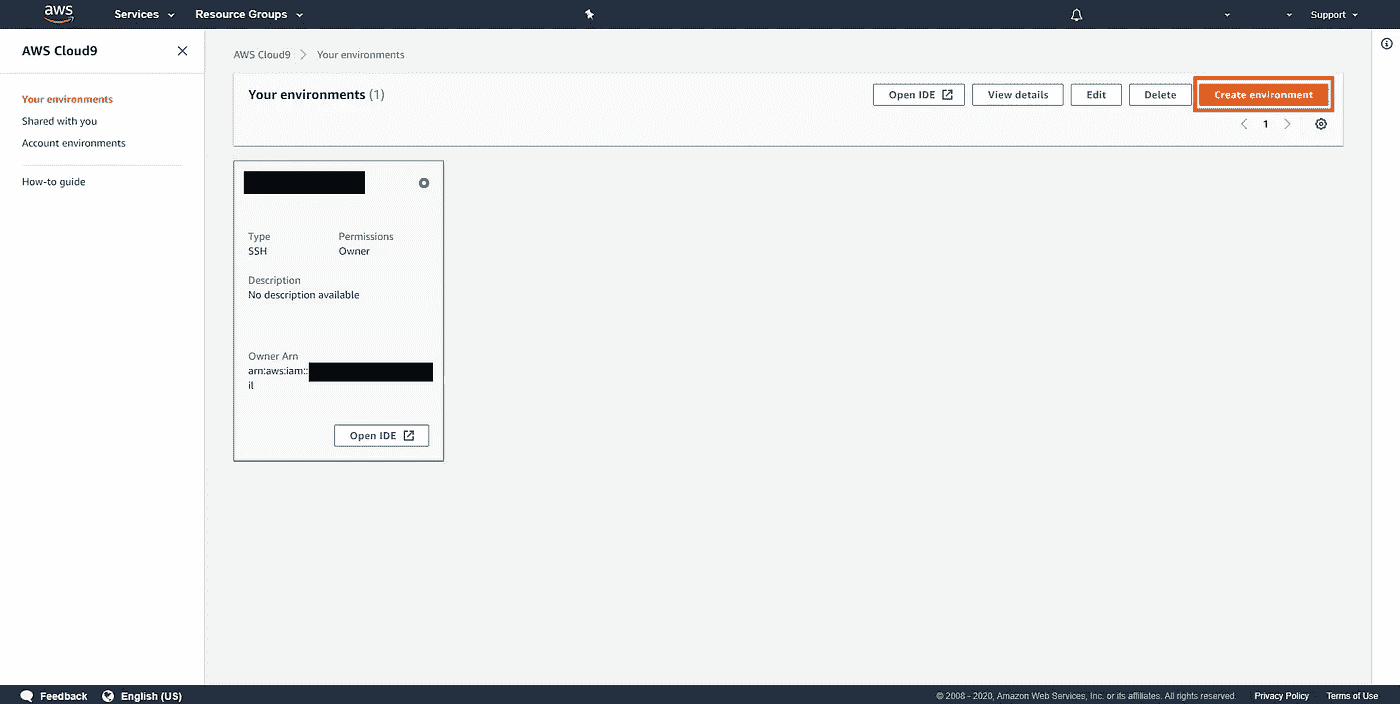 aws Services Resource Groups Support
AWS Cloud9
Your environments
Shared with you
Account environments
How-to guide
AWS Cloud9 Your environments
Your environments (1) Open IDE View details Edit Delete Create environment
1
Type Permissions
SSH Owner
Description
No description available
Owner Arn
arn:aws:iam::
il
Open IDE
Feedback English (US) © 2008 - 2020, Amazon Web Services, Inc. or its affiliates. All rights reserved. Privacy Policy Terms of Use